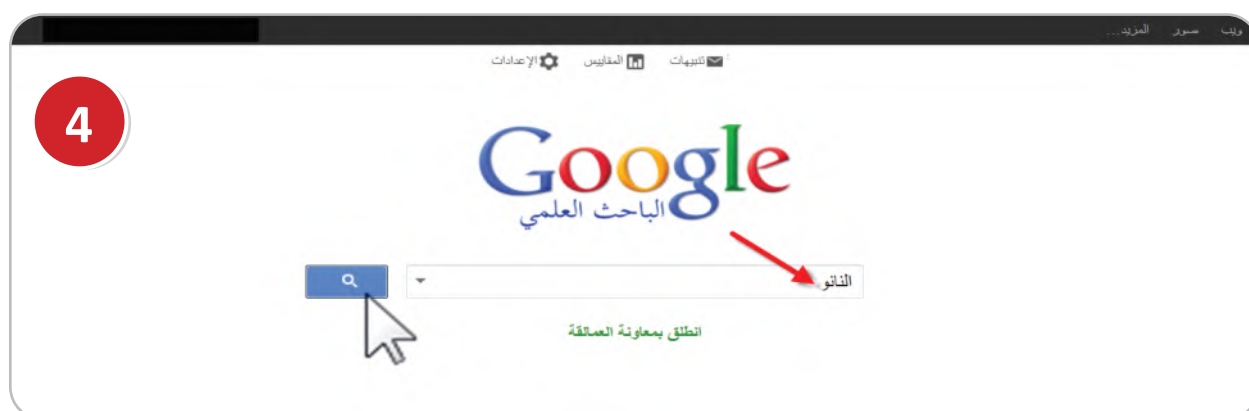 ويب صور المزيد...
تنبيهات المقاييس الإعدادات
4
Google
الباحث العلمي
النانو
انطلق بمعاونة العمالقة